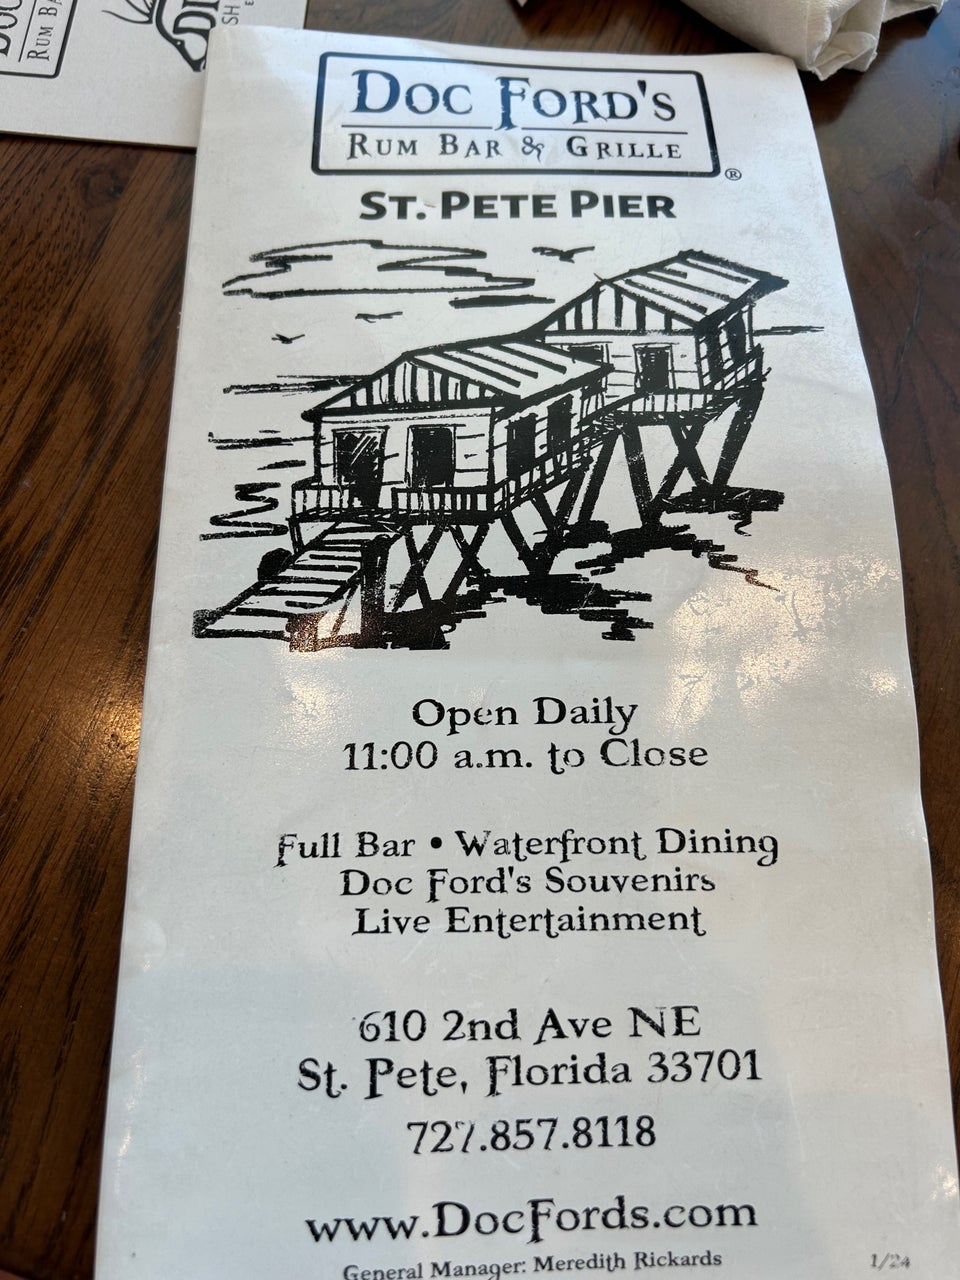 DOC FORD'S
RUM BAR & GRILLE
®
ST. PETE PIER
Open Daily
11:00 a.m. to Close
Full Bar • Waterfront Dining
Doc Ford's Souvenirs
Live Entertainment
610 2nd Ave NE
St. Pete, Florida 33701
727.857.8118
www.DocFords.com
General Manager: Meredith Rickards
1/24